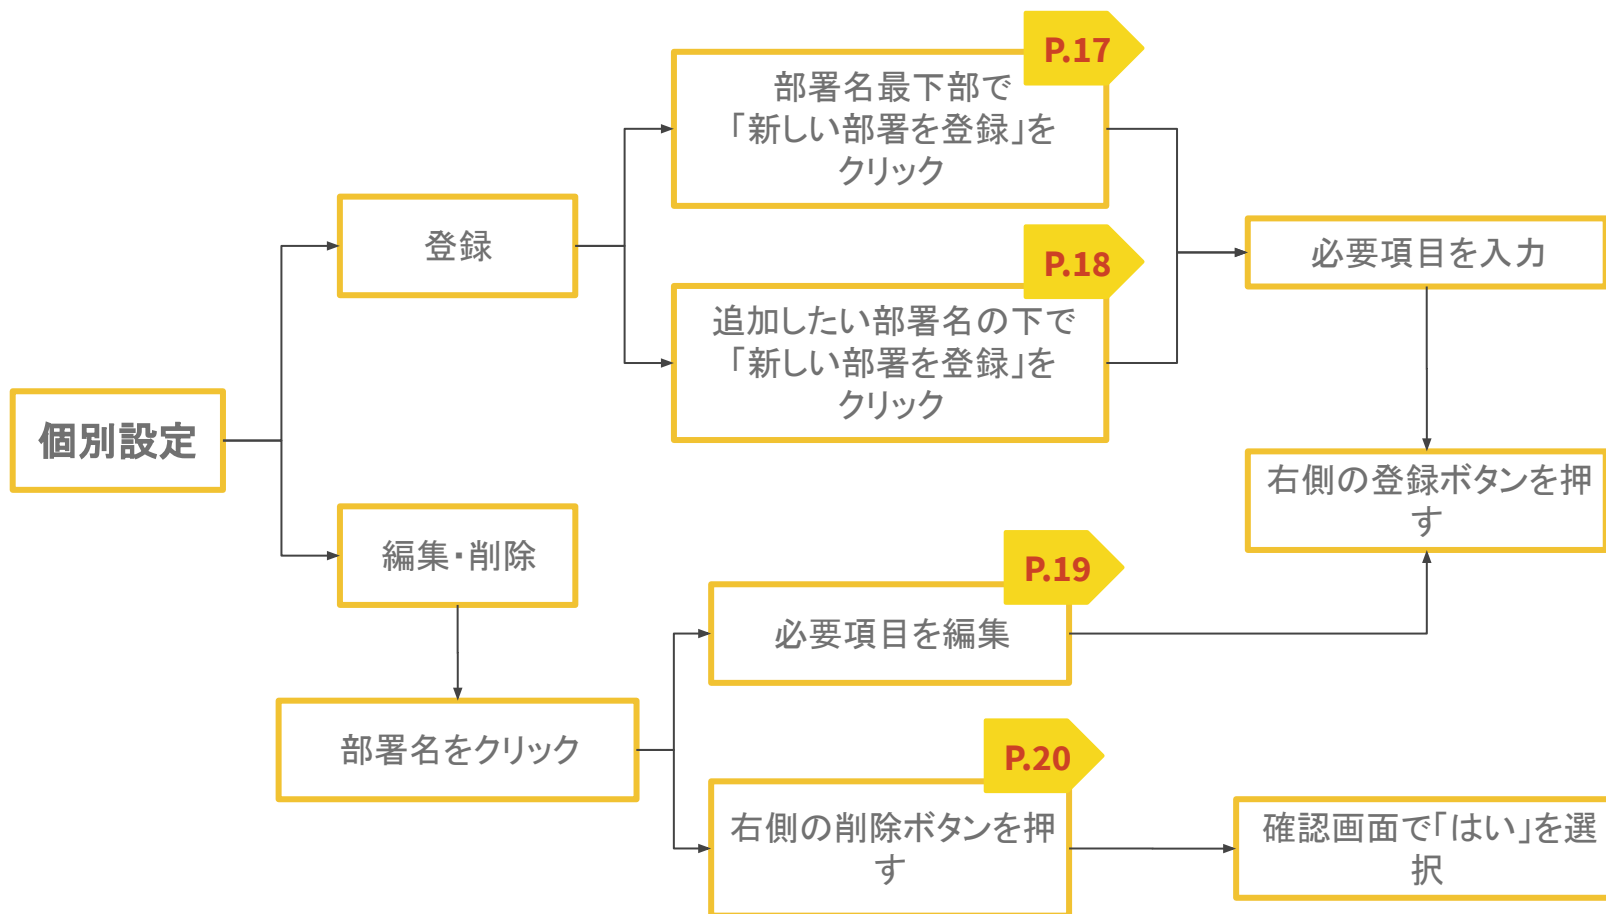 P.17
部署名最下部で
「新しい部署を登録」を
クリック
登録
P.18
追加したい部署名の下で
「新しい部署を登録」を
クリック
必要項目を入力
個別設定
右側の登録ボタンを押
す
編集・削除
P.19
必要項目を編集
部署名をクリック
P.20
右側の削除ボタンを押
す
確認画面で「はい」を選
択